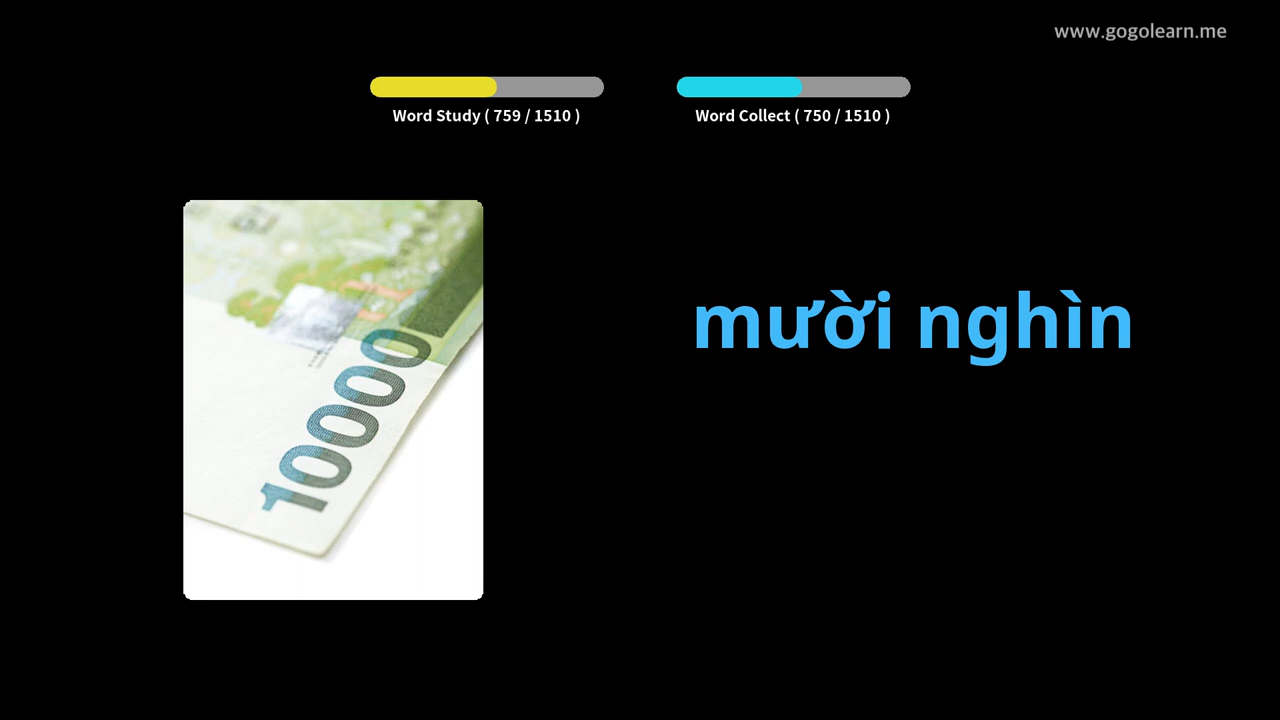 www.gogolearn.me
Word Study ( 759 / 1510 )
Word Collect ( 750 / 1510 )
10000
mười nghìn